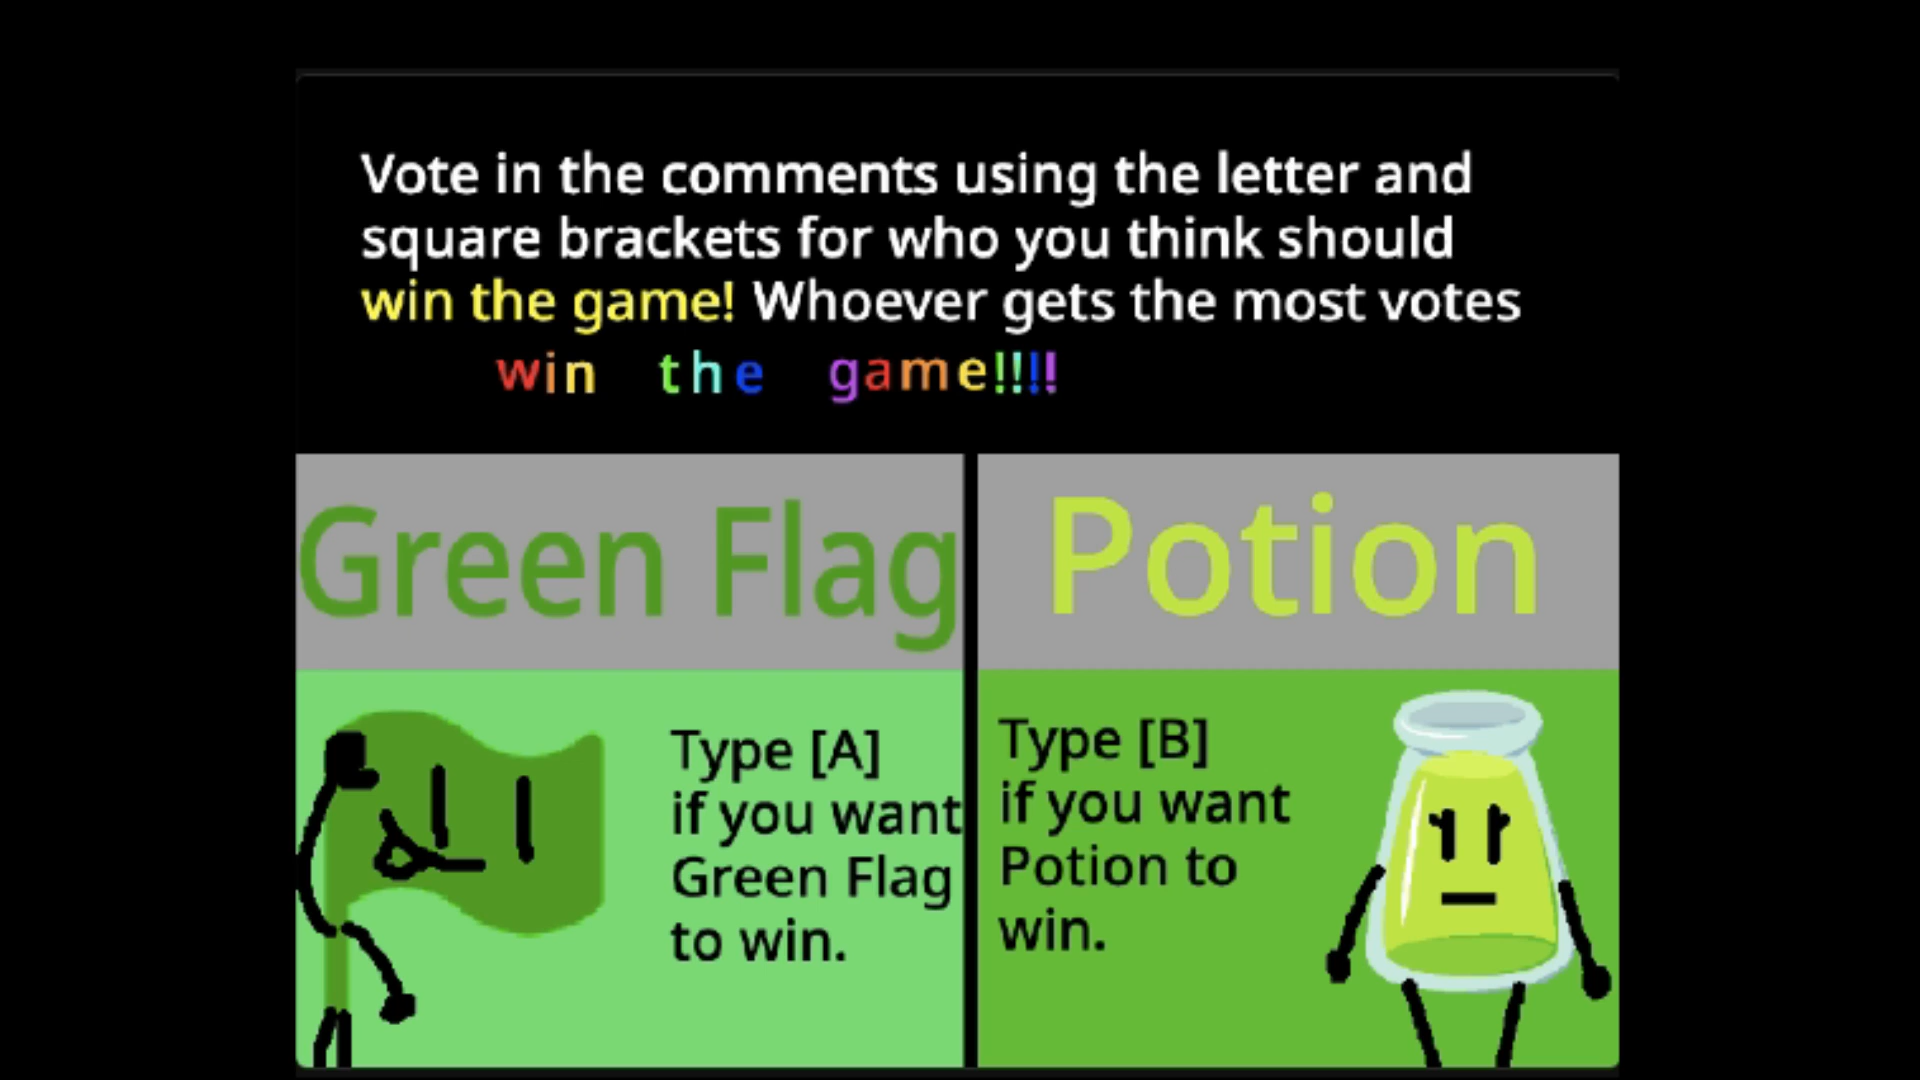 Vote in the comments using the letter and
square brackets for who you think should
win the game! Whoever gets the most votes
win the game!!!!
Green Flag
Type [A]
if you want
Green Flag
to win.
Potion
Type [B]
if you want
Potion to
win.